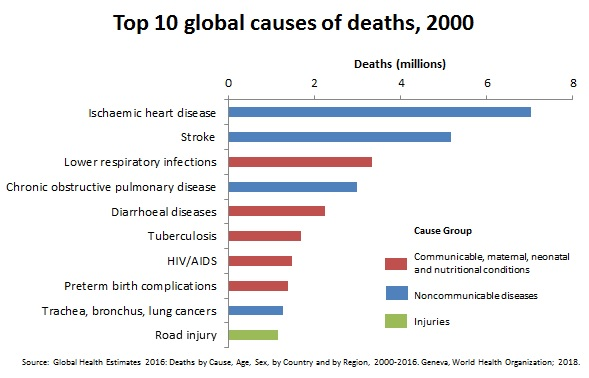 Top 10 global causes of deaths, 2000
Deaths (millions)
0 2 4 6 8
Ischaemic heart disease
Stroke
Lower respiratory infections
Chronic obstructive pulmonary disease
Diarrhoeal diseases
Tuberculosis
HIV/AIDS
Preterm birth complications
Trachea, bronchus, lung cancers
Road injury
Cause Group
Communicable, maternal, neonatal
and nutritional conditions
Noncommunicable diseases
Injuries
Source: Global Health Estimates 2016: Deaths by Cause, Age, Sex, by Country and by Region, 2000-2016. Geneva, World Health Organization; 2018.